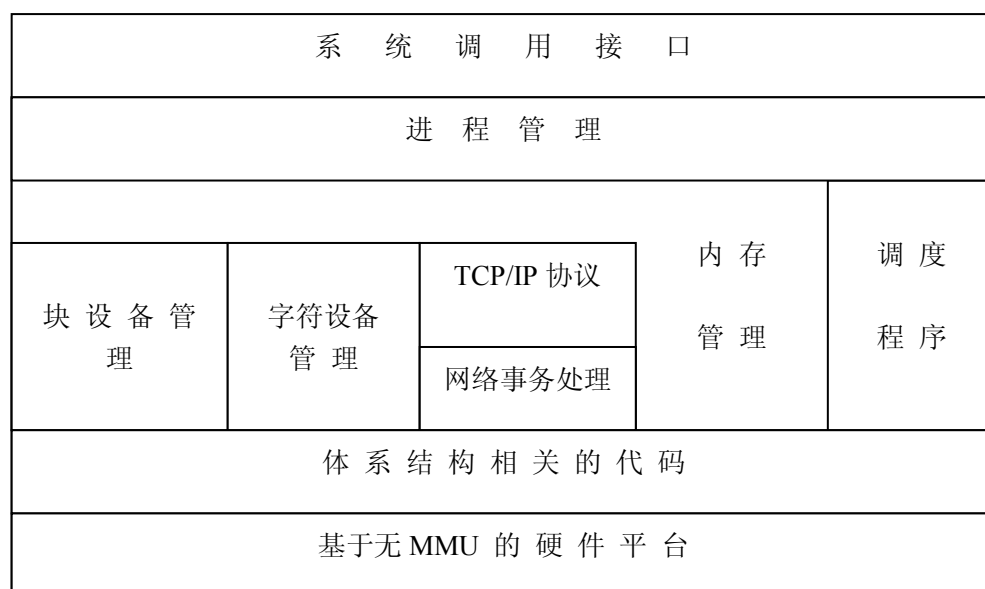 系 统 调 用 接 口
进 程 管 理
块 设 备 管
理
字符设备
管 理
TCP/IP 协议
网络事务处理
内 存
管 理
调 度
程 序
体 系 结 构 相 关 的 代 码
基于无 MMU 的 硬 件 平 台